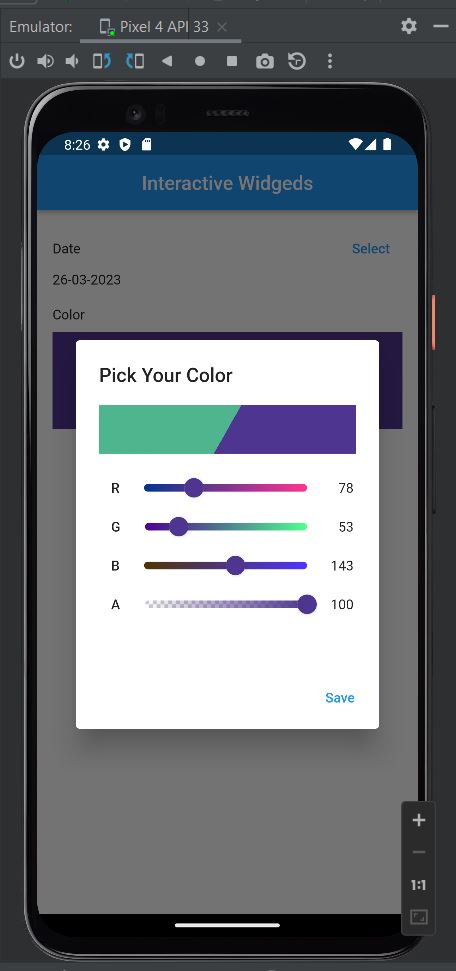 Emulator: Pixel 4 API 33
8:26
Interactive Widgeds
Date Select
26-03-2023
Color
Pick Your Color
R 78
G 53
B 143
A 100
Save
1:1